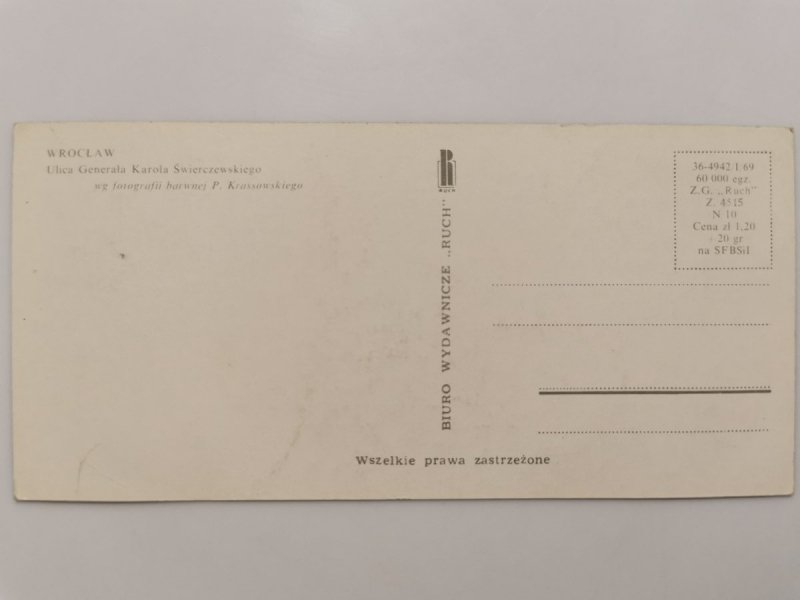 WROCŁAW
Ulica Generała Karola Świerczewskiego
wg fotografii barwnej P. Krassowskiego
R
RUCH
BIURO WYDAWNICZE „RUCH"
36-4942 I 69
60 000 egz.
Z.G. „Ruch"
Z. 4515
N 10
Cena zł 1,20
+20 gr
na SFBSiI
Wszelkie prawa zastrzeżone